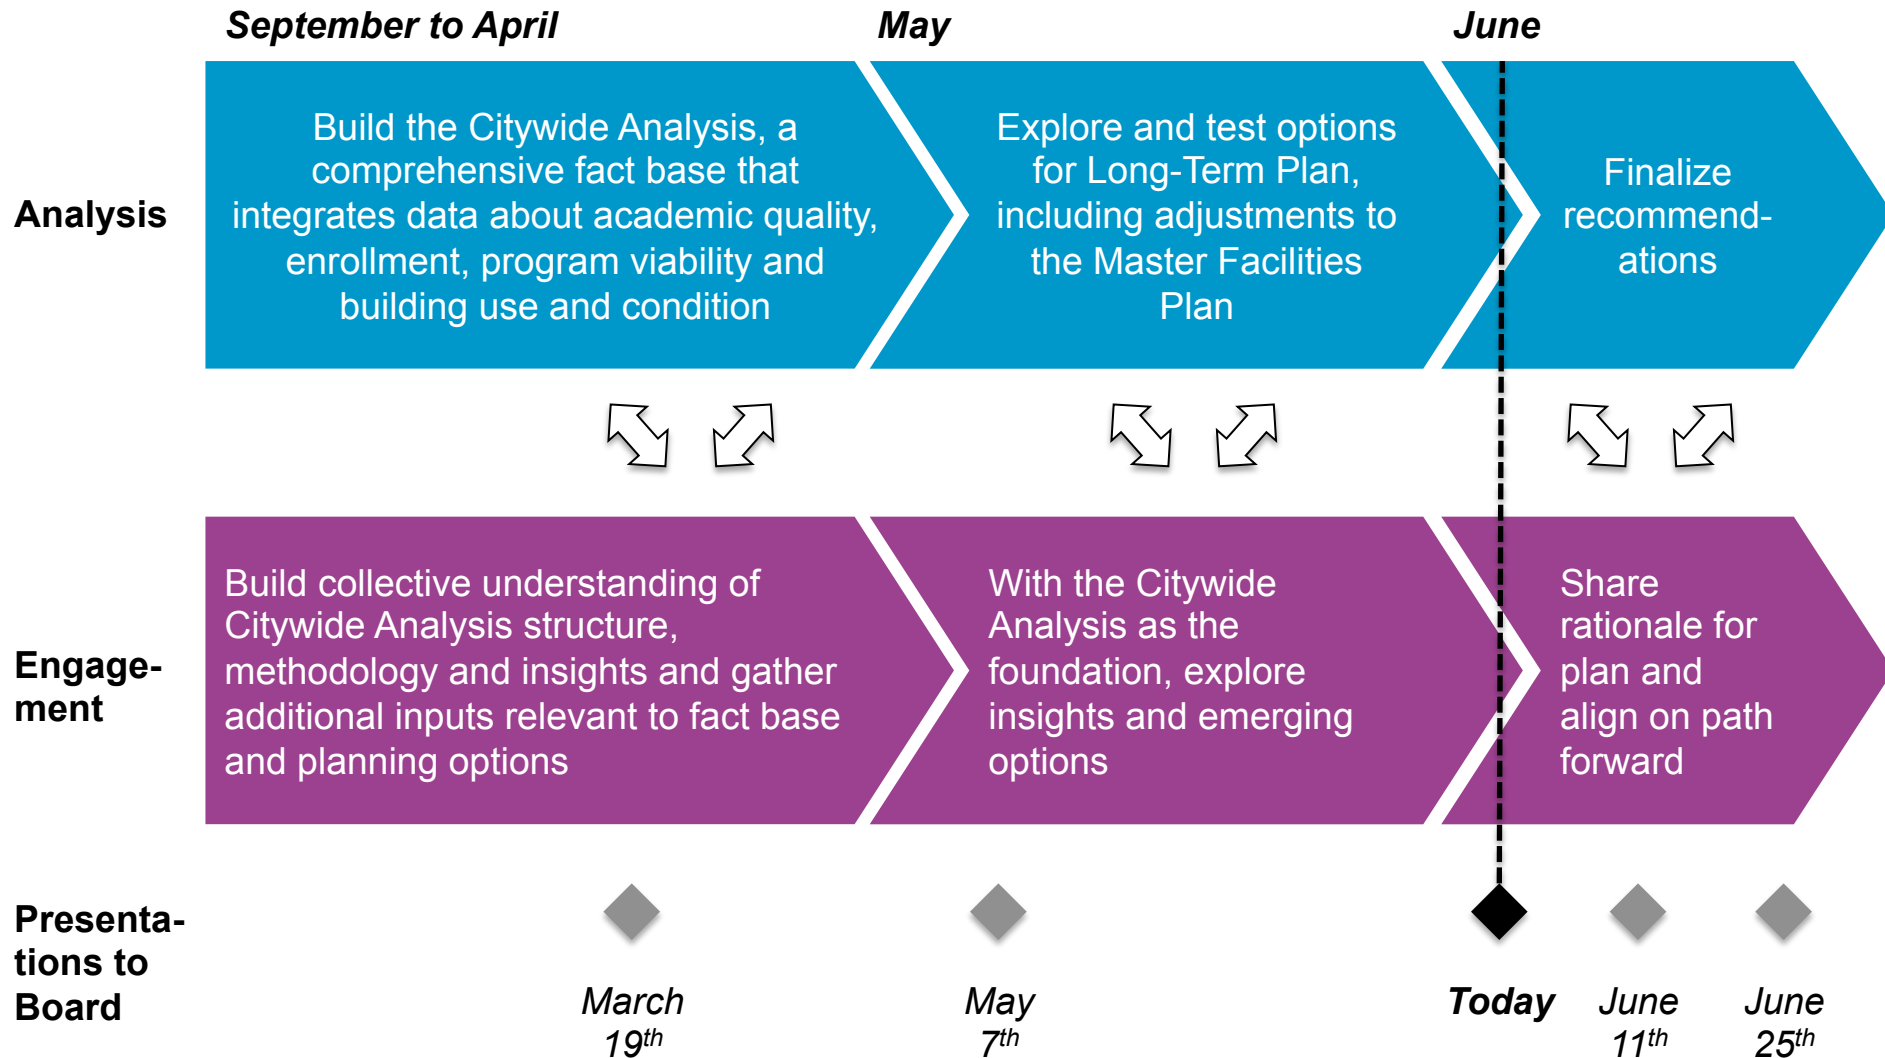 September to April
May
June
Analysis
Build the Citywide Analysis, a
comprehensive fact base that
integrates data about academic quality,
enrollment, program viability and
building use and condition
Explore and test options
for Long-Term Plan,
including adjustments to
the Master Facilities
Plan
Finalize
recommend-
ations
Engage-
ment
Build collective understanding of
Citywide Analysis structure,
methodology and insights and gather
additional inputs relevant to fact base
and planning options
With the Citywide
Analysis as the
foundation, explore
insights and emerging
options
Share
rationale for
plan and
align on path
forward
Presenta-
tions to
Board
March
19th
May
7th
Today
June
11th
June
25th